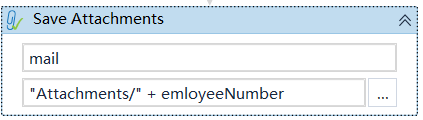 Save Attachments
mail
"Attachments/" + emloyeeNumber
...